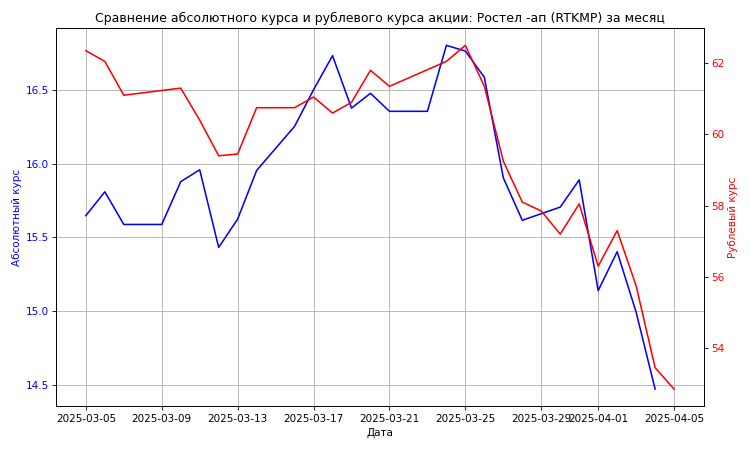 Сравнение абсолютного курса и рублевого курса акции: Ростел -ап (RTKMP) за месяц
Абсолютный курс
16.5
16.0
15.5
15.0
14.5
62
60
58
56
54
Рублевый курс
2025-03-05 2025-03-09 2025-03-13 2025-03-17 2025-03-21 2025-03-25 2025-03-29 2025-04-01 2025-04-05
Дата